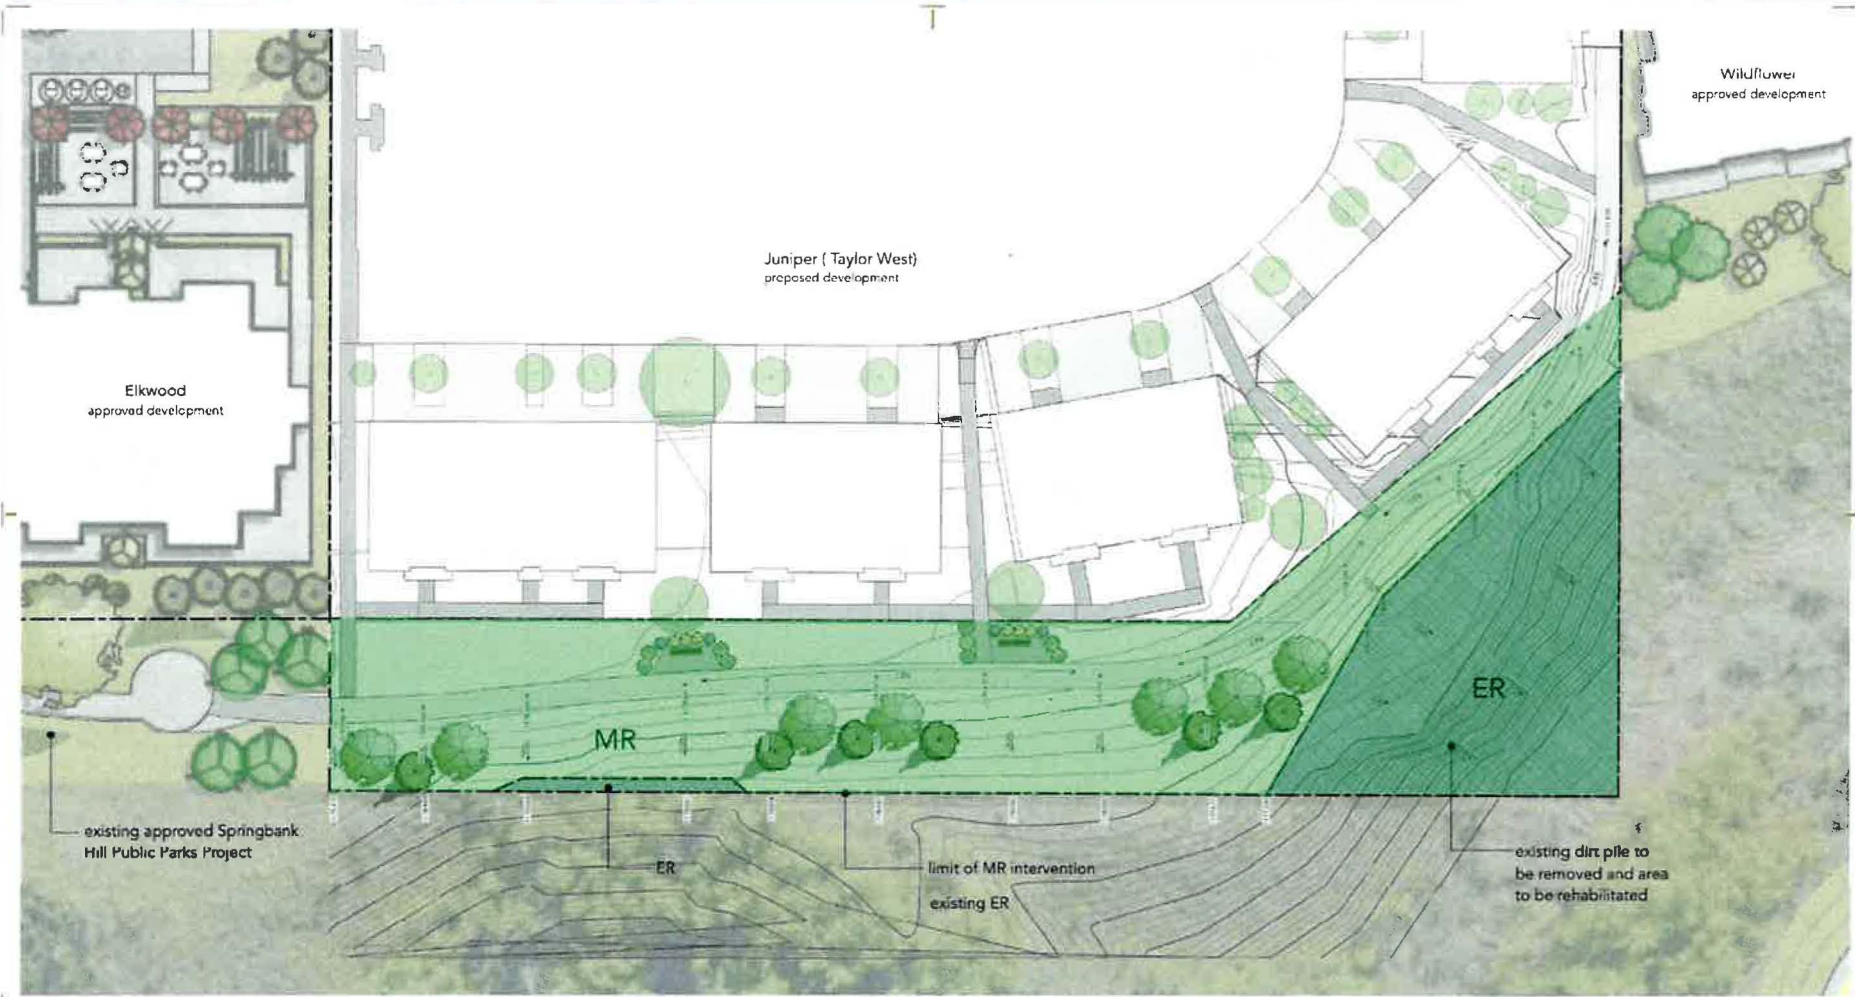 Wildflower
approved development
Juniper ( Taylor West)
proposed development
Elkwood
approved development
MR
ER
existing approved Springbank
Hill Public Parks Project
ER
limit of MR intervention
existing ER
existing dirt pile to
be removed and area
to be rehabilitated